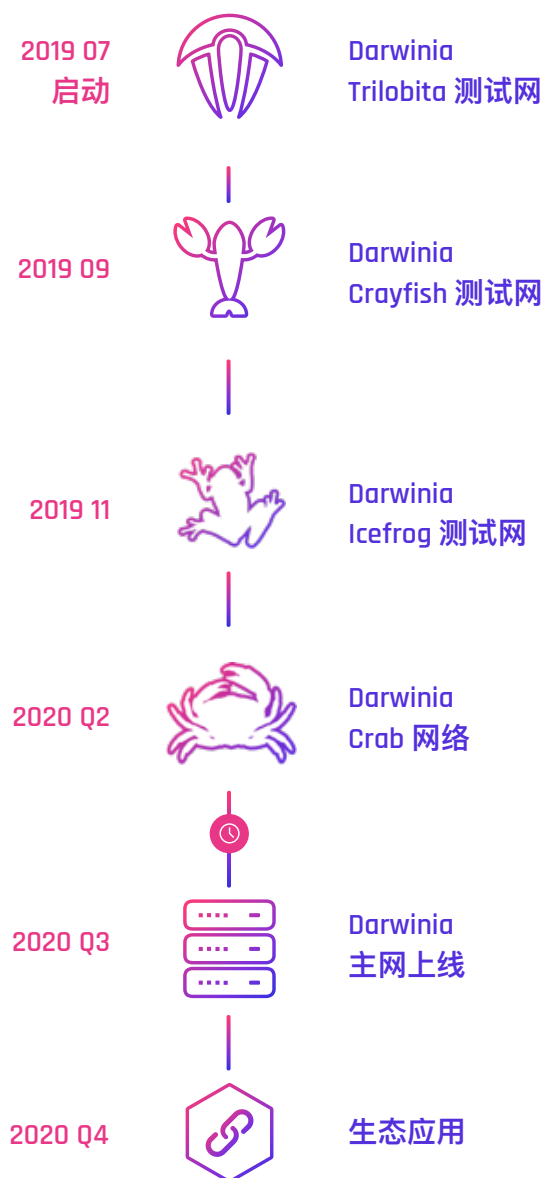 2019 07
启动
Darwinia
Trilobita 测试网
2019 09
Darwinia
Crayfish 测试网
2019 11
Darwinia
Icefrog 测试网
2020 Q2
Darwinia
Crab 网络
2020 Q3
Darwinia
主网上线
2020 Q4
生态应用